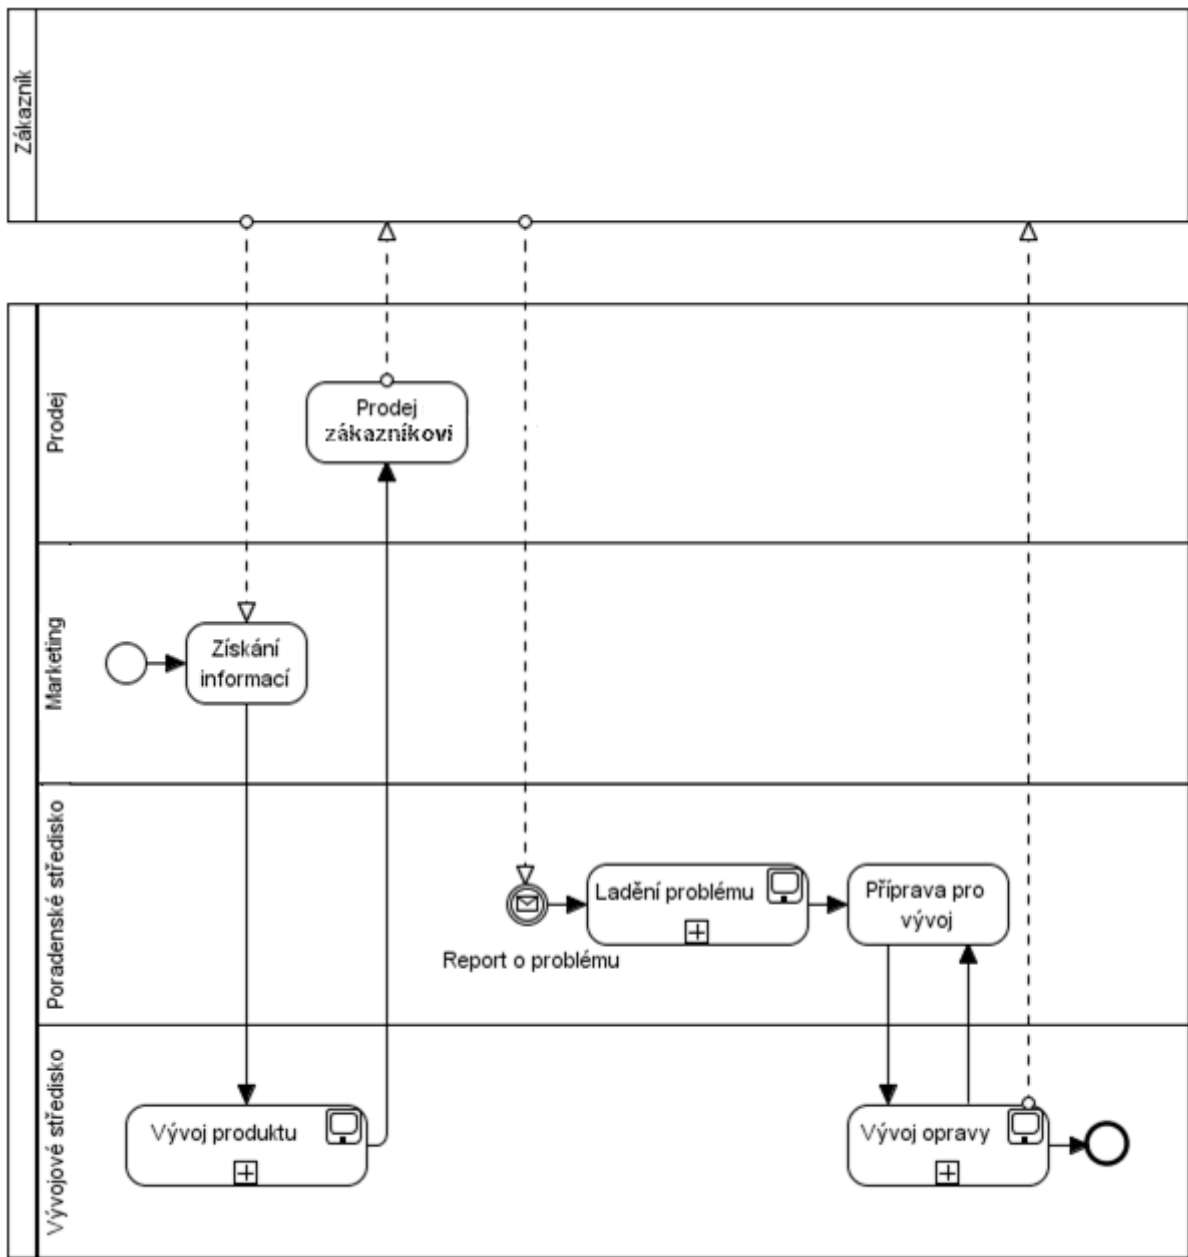 Zákazník
Prodej
Prodej
zákazníkovi
Marketing
Získání
informací
Poradenské středisko
Ladění problému
Příprava pro
vývoj
Report o problému
Vývojové středisko
Vývoj produktu
Vývoj opravy